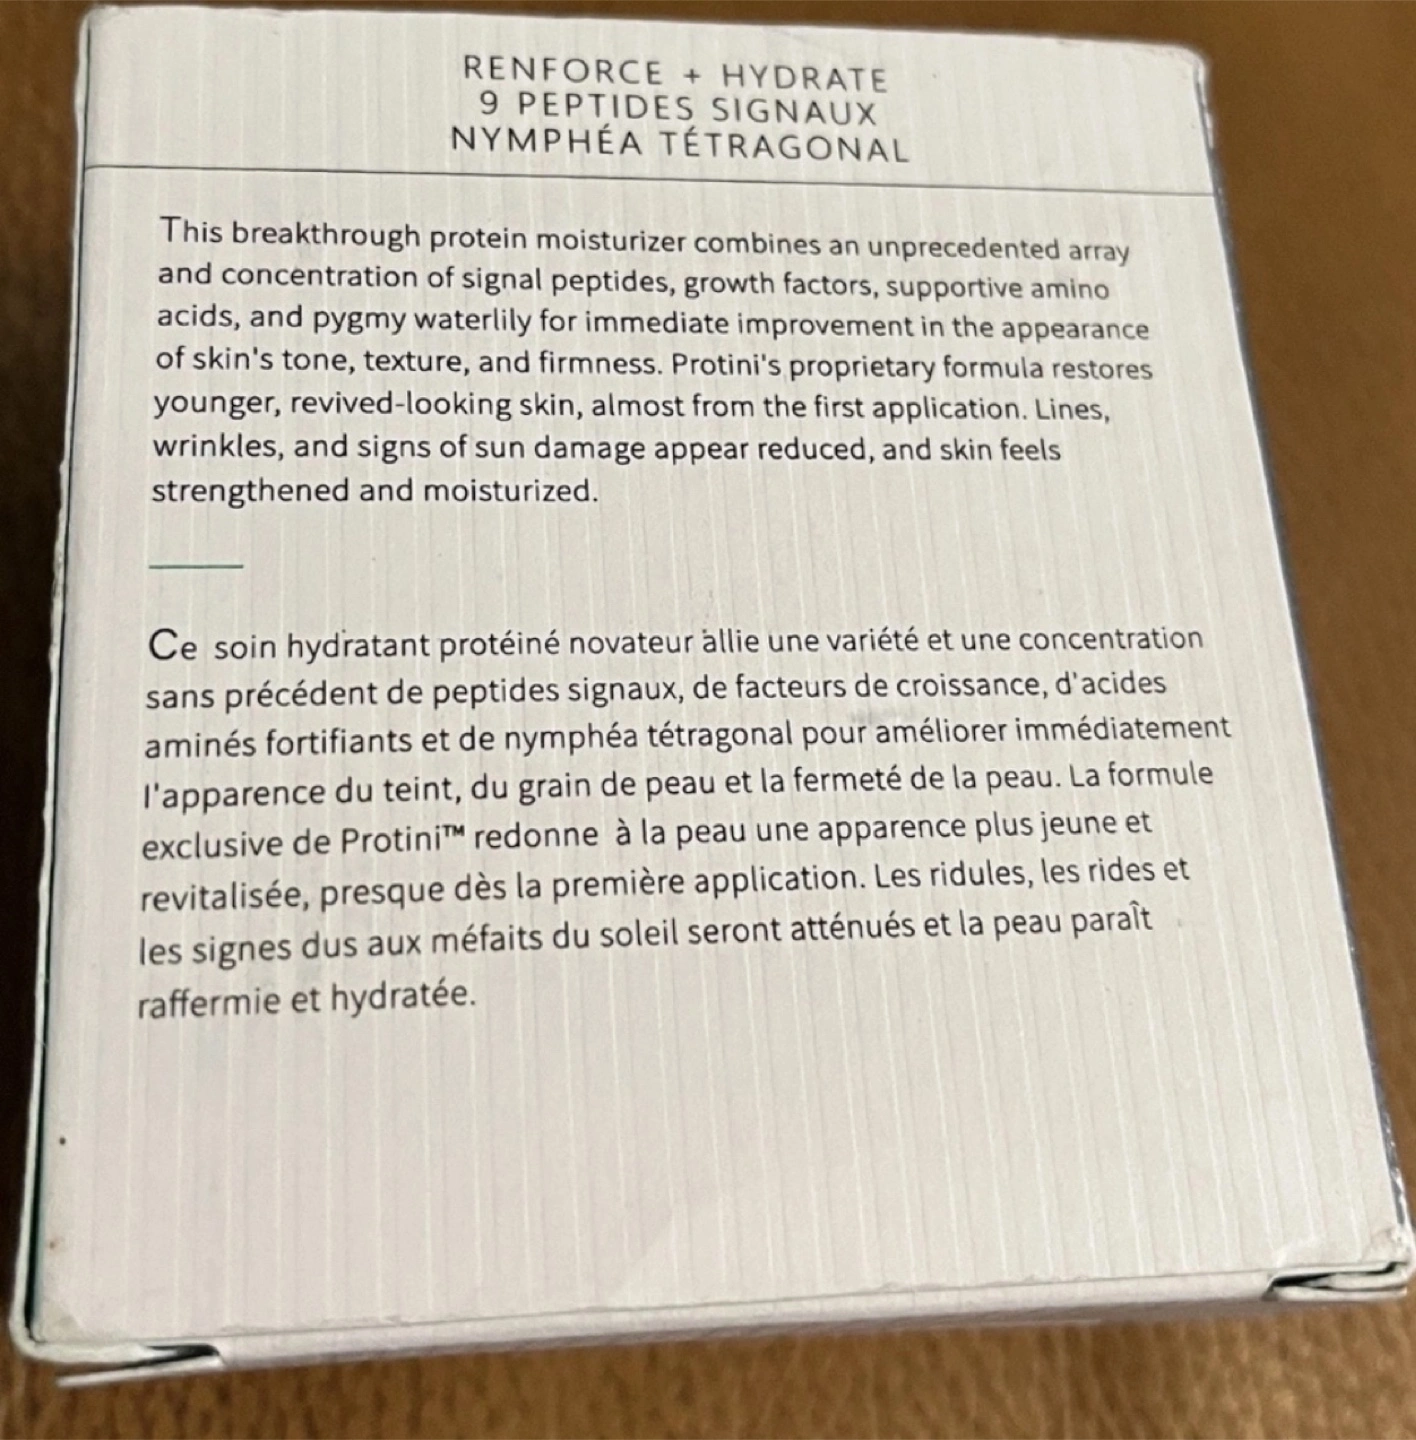 RENFORCE + HYDRATE
9 PEPTIDES SIGNAUX
NYMPHÉA TÉTRAGONAL
This breakthrough protein moisturizer combines an unprecedented array
and concentration of signal peptides, growth factors, supportive amino
acids, and pygmy waterlily for immediate improvement in the appearance
of skin's tone, texture, and firmness. Protini's proprietary formula restores
younger, revived-looking skin, almost from the first application. Lines,
wrinkles, and signs of sun damage appear reduced, and skin feels
strengthened and moisturized.
Ce soin hydratant protéiné novateur allie une variété et une concentration
sans précédent de peptides signaux, de facteurs de croissance, d'acides
aminés fortifiants et de nymphéa tétragonal pour améliorer immédiatement
l'apparence du teint, du grain de peau et la fermeté de la peau. La formule
exclusive de Protini™ redonne à la peau une apparence plus jeune et
revitalisée, presque dès la première application. Les ridules, les rides et
les signes dus aux méfaits du soleil seront atténués et la peau paraît
raffermie et hydratée.